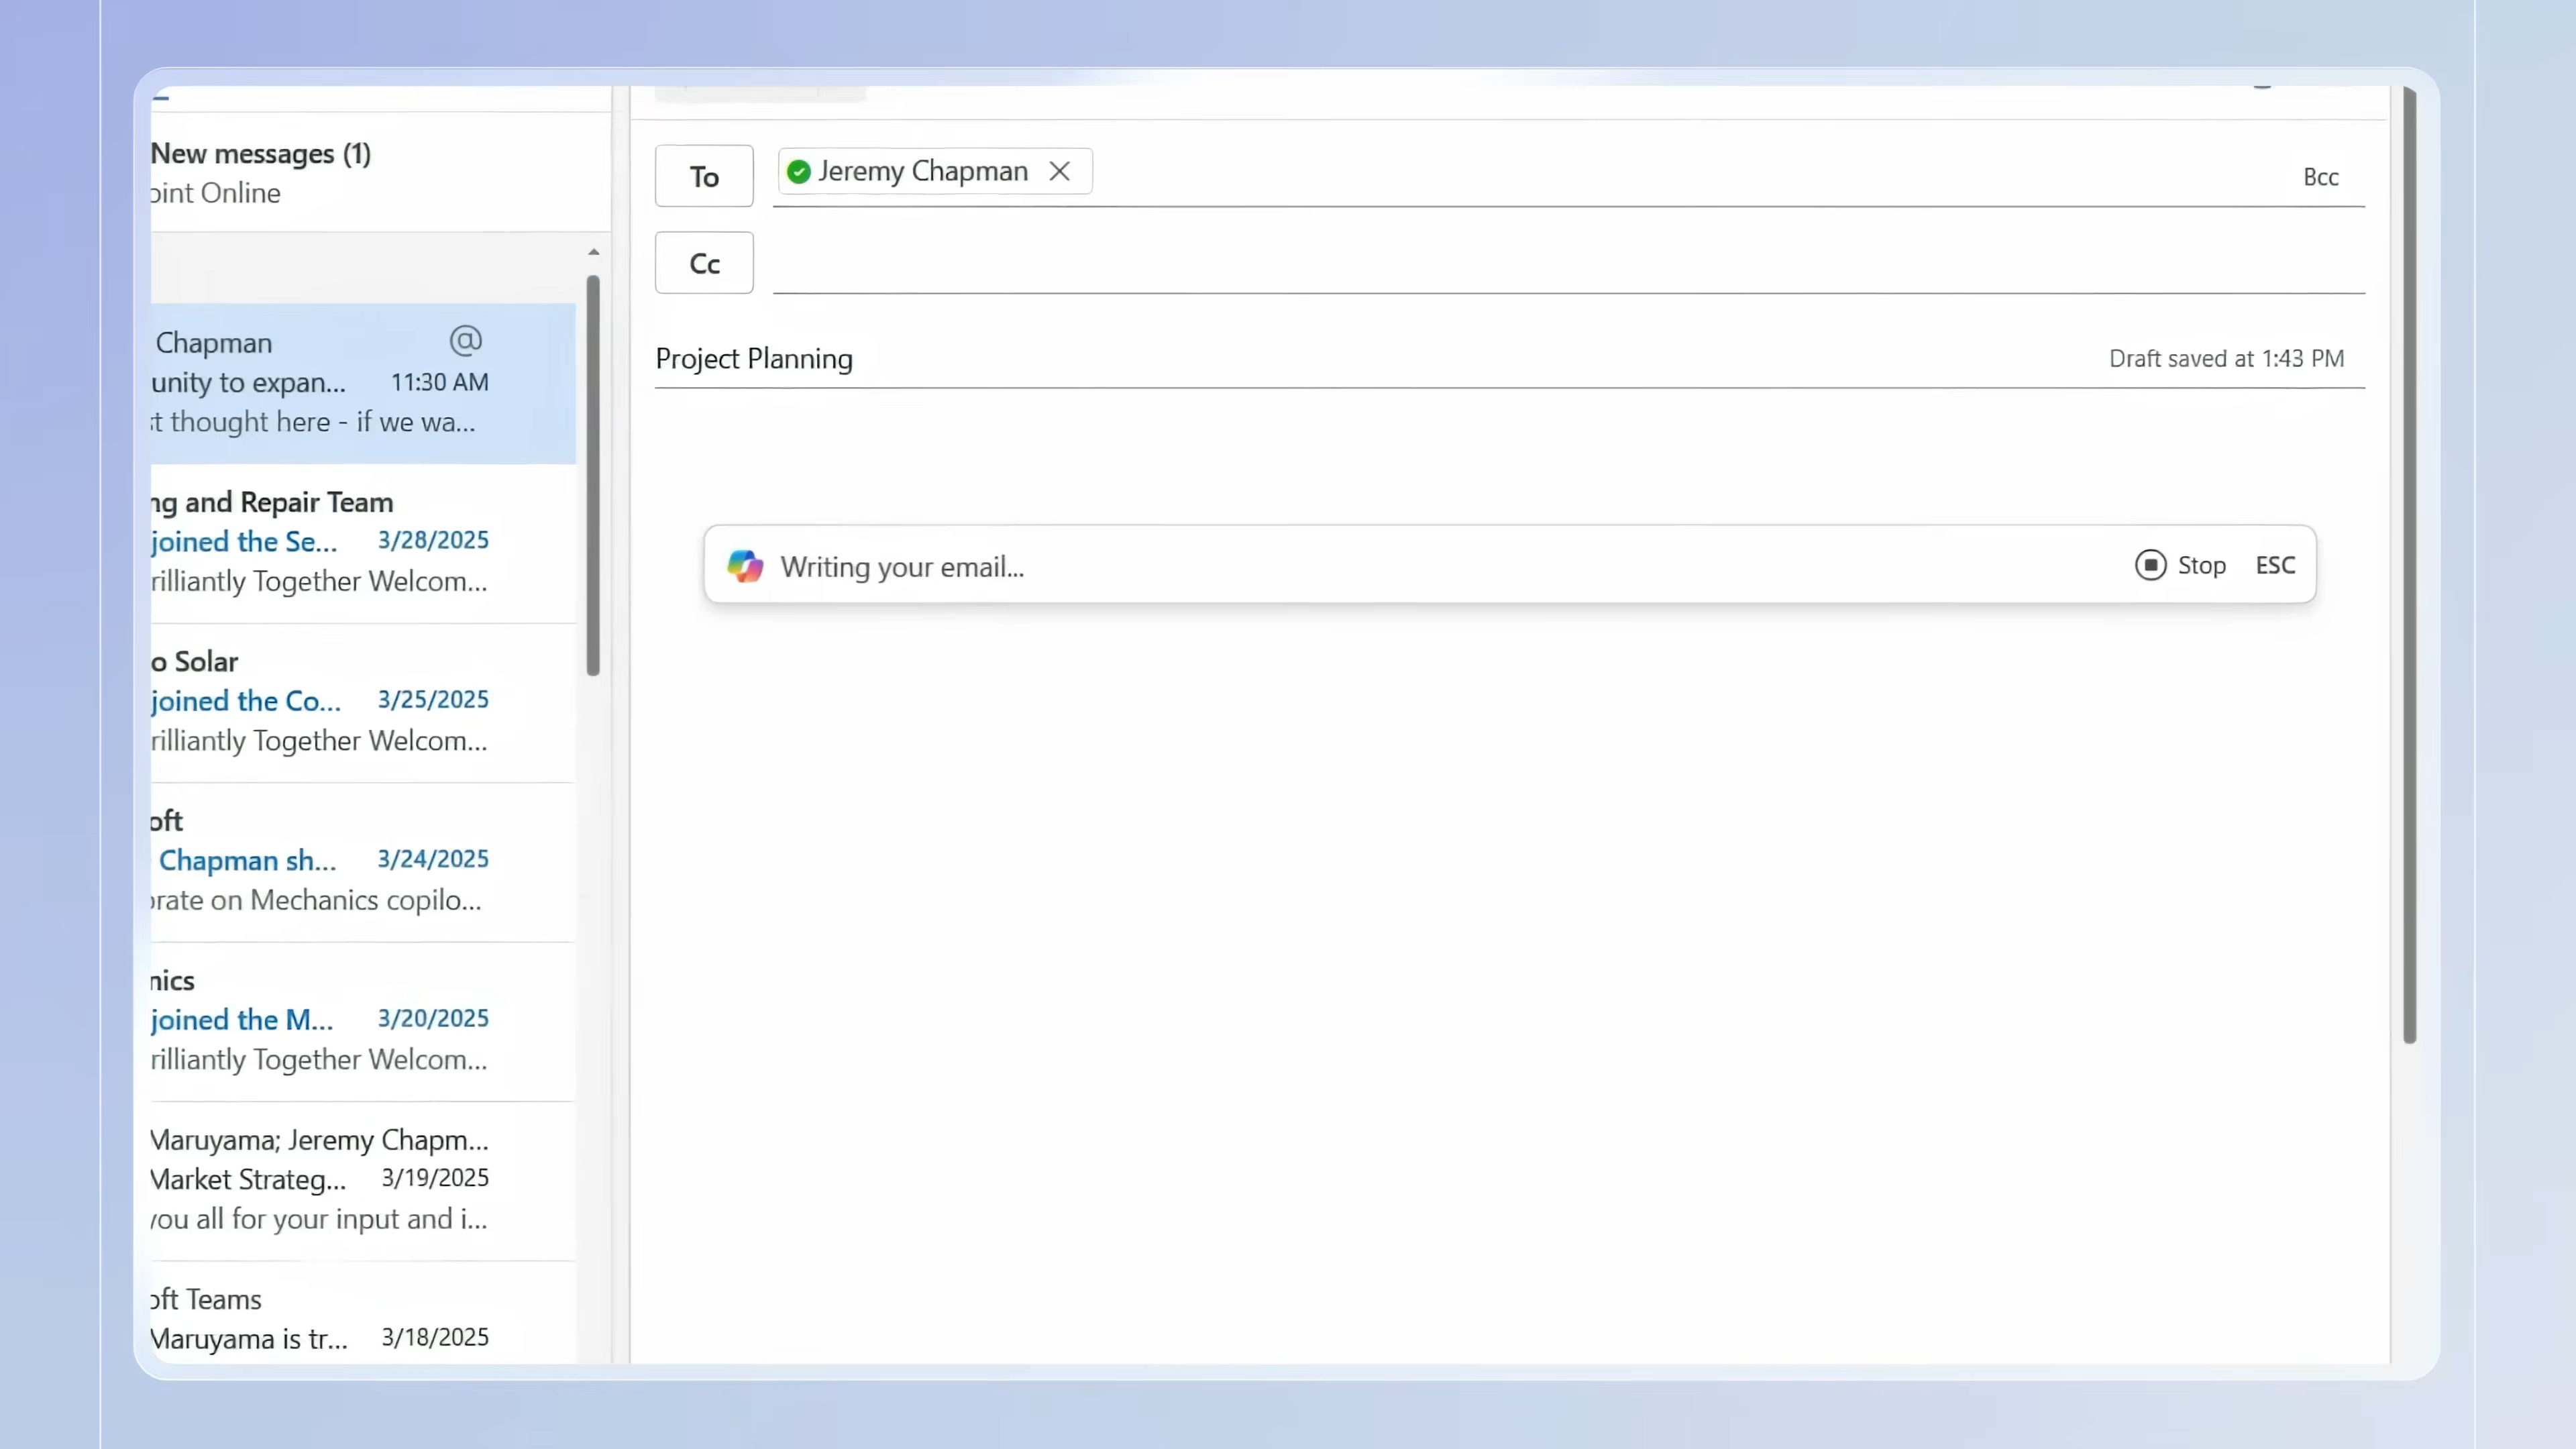 New messages (1)
oint Online
Chapman
unity to expan... 11:30 AM
st thought here - if we wa...
ng and Repair Team
joined the Se... 3/28/2025
rilliantly Together Welcom...
o Solar
joined the Co... 3/25/2025
rilliantly Together Welcom...
oft
Chapman sh... 3/24/2025
orate on Mechanics copilo...
nics
joined the M... 3/20/2025
rilliantly Together Welcom...
Maruyama; Jeremy Chapm...
Market Strateg... 3/19/2025
you all for your input and i...
oft Teams
Maruyama is tr... 3/18/2025
To Jeremy Chapman Bcc
Cc
Project Planning Draft saved at 1:43 PM
Writing your email... Stop ESC